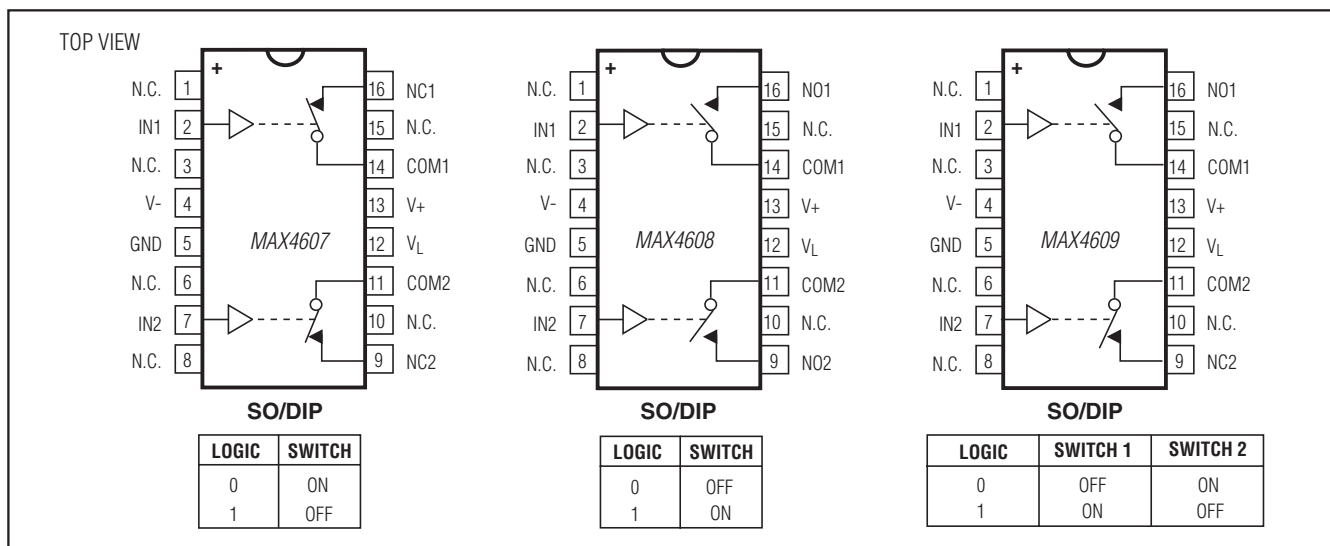 TOP VIEW
+
N.C. 1
IN1 2
N.C. 3
V- 4
GND 5
N.C. 6
IN2 7
N.C. 8
16 NC1
15 N.C.
14 COM1
13 V+
12 VL
11 COM2
10 N.C.
9 NC2
MAX4607
SO/DIP
LOGIC SWITCH
0 ON
1 OFF
+
N.C. 1
IN1 2
N.C. 3
V- 4
GND 5
N.C. 6
IN2 7
N.C. 8
16 NO1
15 N.C.
14 COM1
13 V+
12 VL
11 COM2
10 N.C.
9 NO2
MAX4608
SO/DIP
LOGIC SWITCH
0 OFF
1 ON
+
N.C. 1
IN1 2
N.C. 3
V- 4
GND 5
N.C. 6
IN2 7
N.C. 8
16 NO1
15 N.C.
14 COM1
13 V+
12 VL
11 COM2
10 N.C.
9 NC2
MAX4609
SO/DIP
LOGIC SWITCH 1 SWITCH 2
0 OFF ON
1 ON OFF